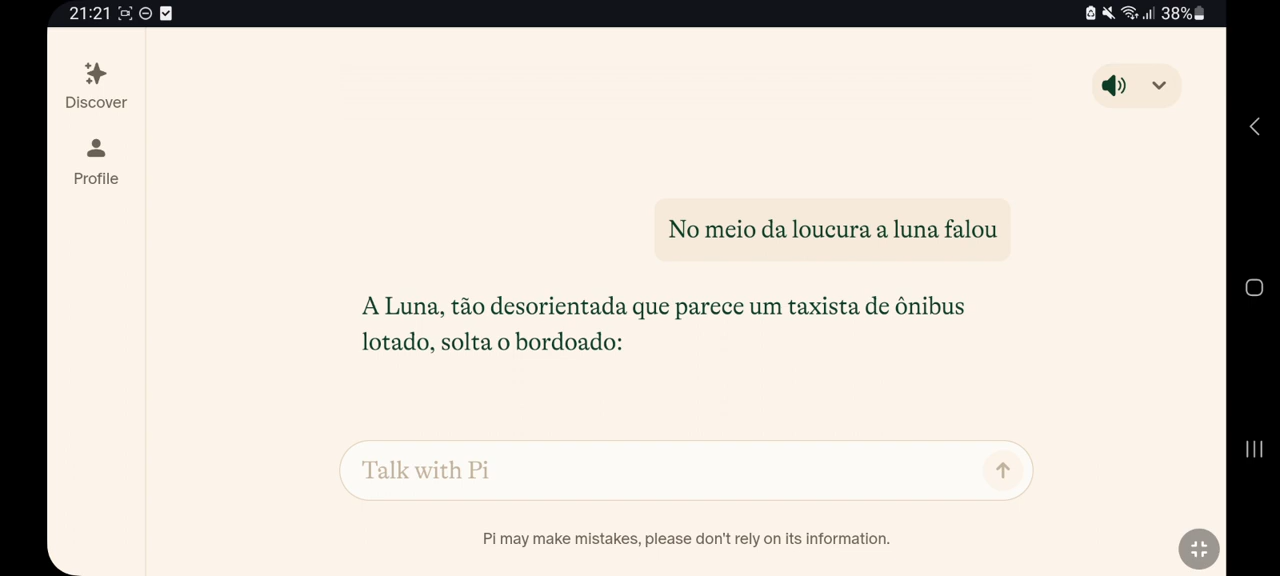 21:21
38%
Discover
Profile
No meio da loucura a luna falou
A Luna, tão desorientada que parece um taxista de ônibus
lotado, solta o bordoado:
Talk with Pi
Pi may make mistakes, please don't rely on its information.